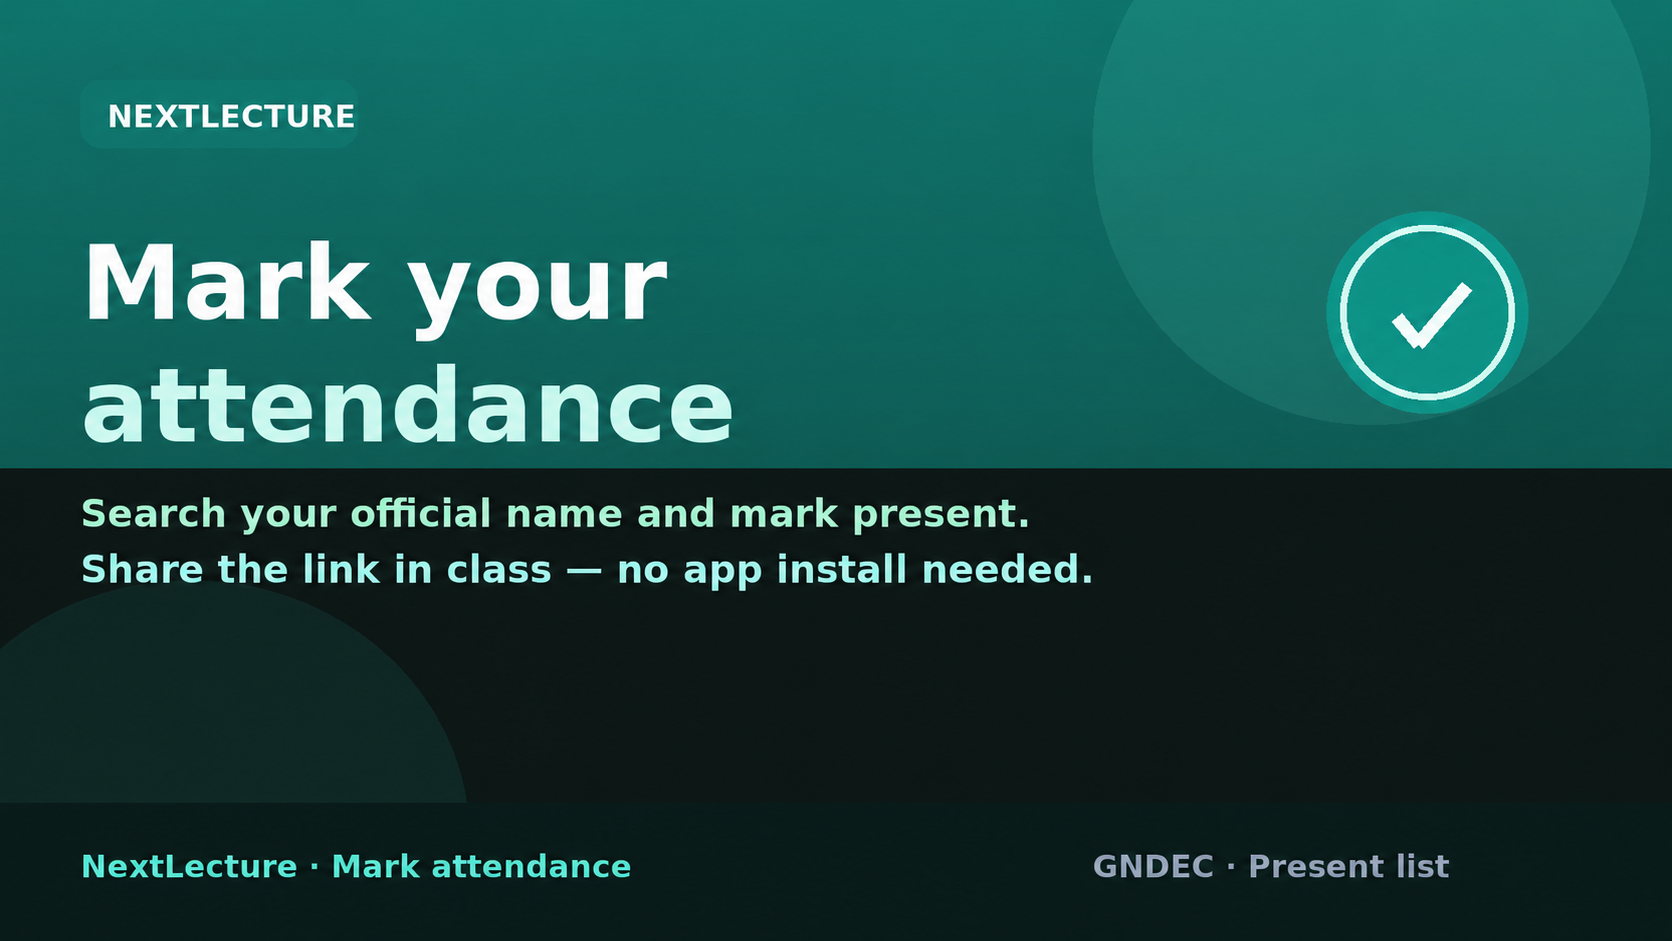 NEXTLECTURE
Mark your
attendance
Search your official name and mark present.
Share the link in class — no app install needed.
NextLecture · Mark attendance
GNDEC · Present list